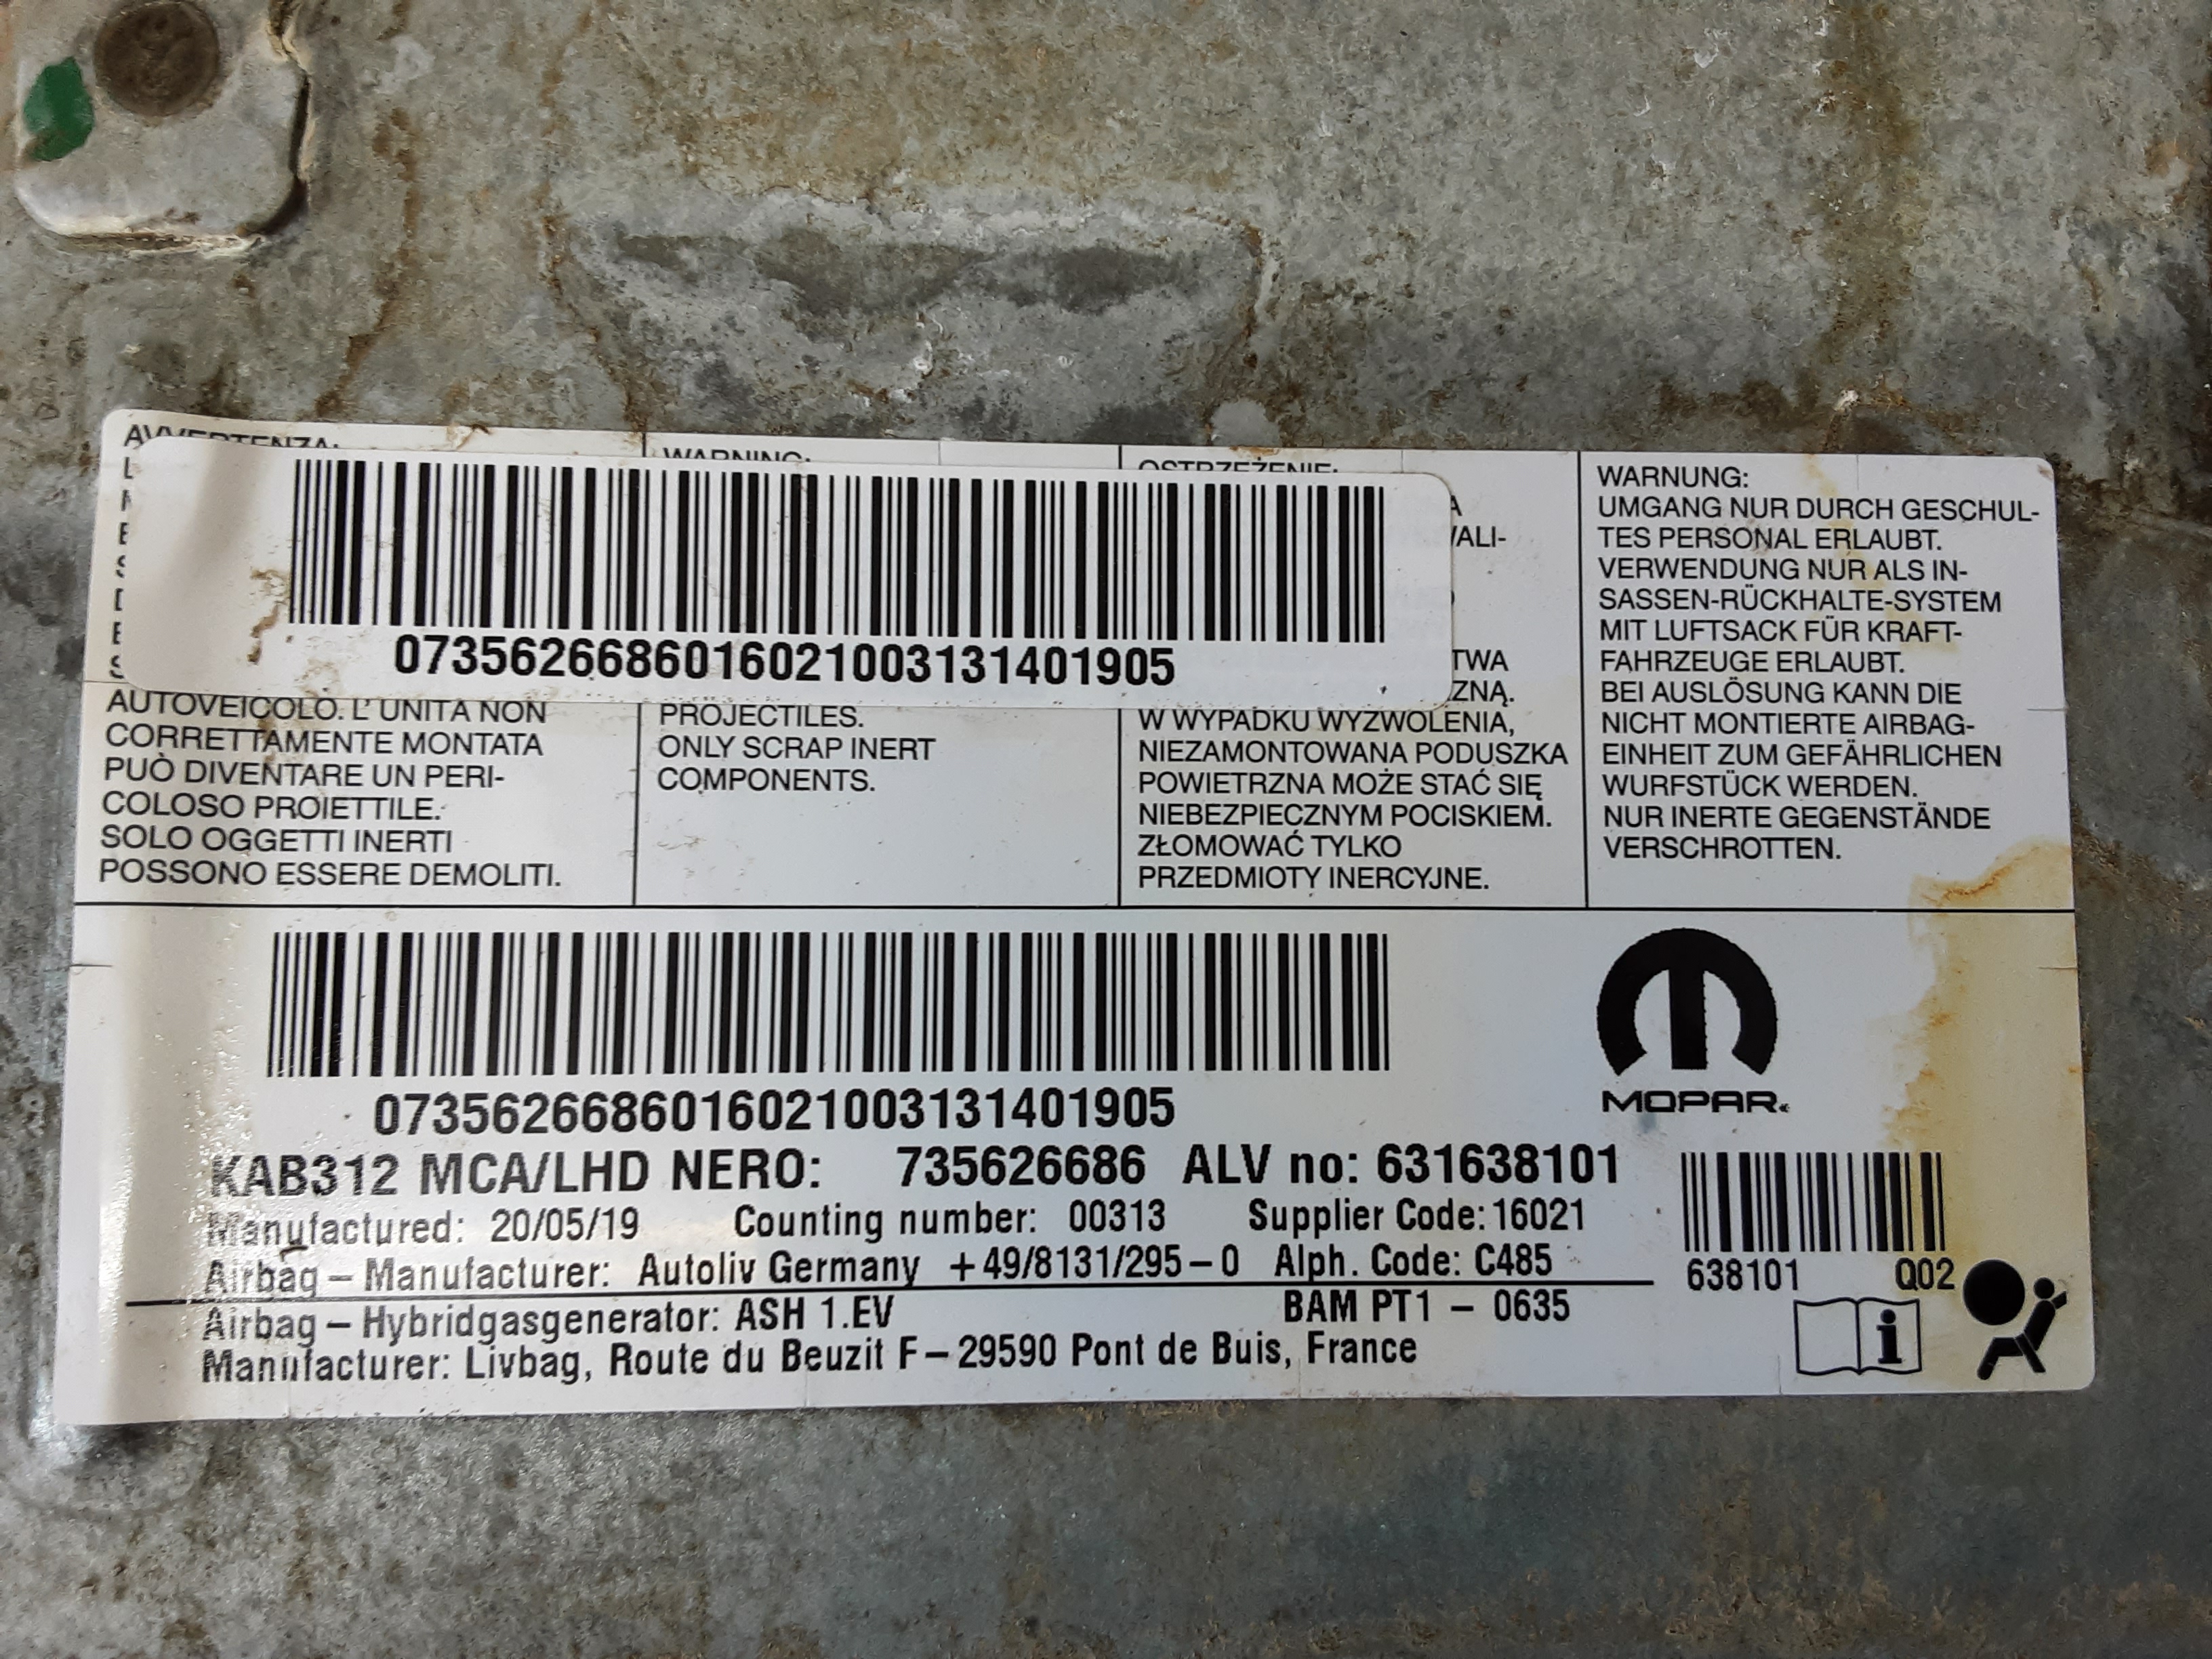 AVVERTENZA:
AUTOVEICOLO. L' UNITÀ NON
CORRETTAMENTE MONTATA
PUÒ DIVENTARE UN PERI-
COLOSO PROIETTILE.
SOLO OGGETTI INERTI
POSSONO ESSERE DEMOLITI.
WARNING:
PROJECTILES.
ONLY SCRAP INERT
COMPONENTS.
OSTRZEŻENIE:
W WYPADKU WYZWOLENIA,
NIEZAMONTOWANA PODUSZKA
POWIETRZNA MOŻE STAĆ SIĘ
NIEBEZPIECZNYM POCISKIEM.
ZŁOMOWAĆ TYLKO
PRZEDMIOTY INERCYJNE.
WARNUNG:
UMGANG NUR DURCH GESCHUL-
TES PERSONAL ERLAUBT.
VERWENDUNG NUR ALS IN-
SASSEN-RÜCKHALTE-SYSTEM
MIT LUFTSACK FÜR KRAFT-
FAHRZEUGE ERLAUBT.
BEI AUSLÖSUNG KANN DIE
NICHT MONTIERTE AIRBAG-
EINHEIT ZUM GEFÄHRLICHEN
WURFSTÜCK WERDEN.
NUR INERTE GEGENSTÄNDE
VERSCHROTTEN.
0735626686016021003131401905
0735626686016021003131401905
MOPAR
KAB312 MCA/LHD NERO: 735626686 ALV no: 631638101
Manufactured: 20/05/19 Counting number: 00313 Supplier Code: 16021
Airbag – Manufacturer: Autoliv Germany +49/8131/295–0 Alph. Code: C485
638101 Q02
Airbag – Hybridgasgenerator: ASH 1.EV BAM PT1 – 0635
Manufacturer: Livbag, Route du Beuzit F–29590 Pont de Buis, France